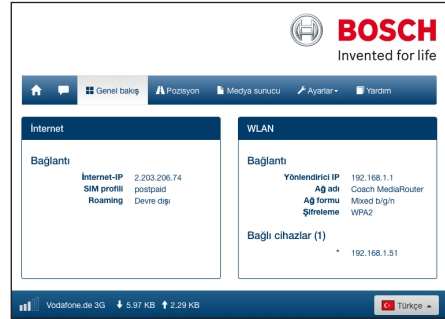 BOSCH
Invented for life
Genel bakış Pozisyon Medya sunucu Ayarlar Yardım
İnternet
Bağlantı
İnternet-IP 2.203.206.74
SIM profili postpaid
Roaming Devre dışı
WLAN
Bağlantı
Yönlendirici IP 192.168.1.1
Ağ adı Coach MediaRouter
Ağ formu Mixed b/g/n
Şifreleme WPA2
Bağlı cihazlar (1)
* 192.168.1.51
Vodafone.de 3G 5.97 KB 2.29 KB
Türkçe